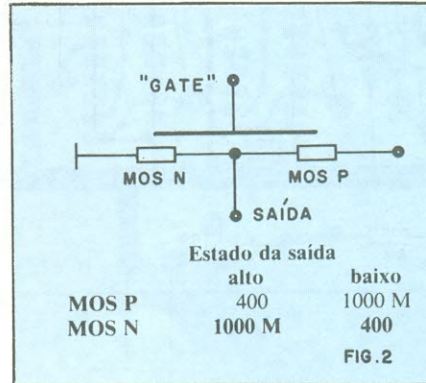 "GATE"
MOS N MOS P
SAÍDA
Estado da saída
alto baixo
MOS P 400 1000 M
MOS N 1000 M 400
FIG.2